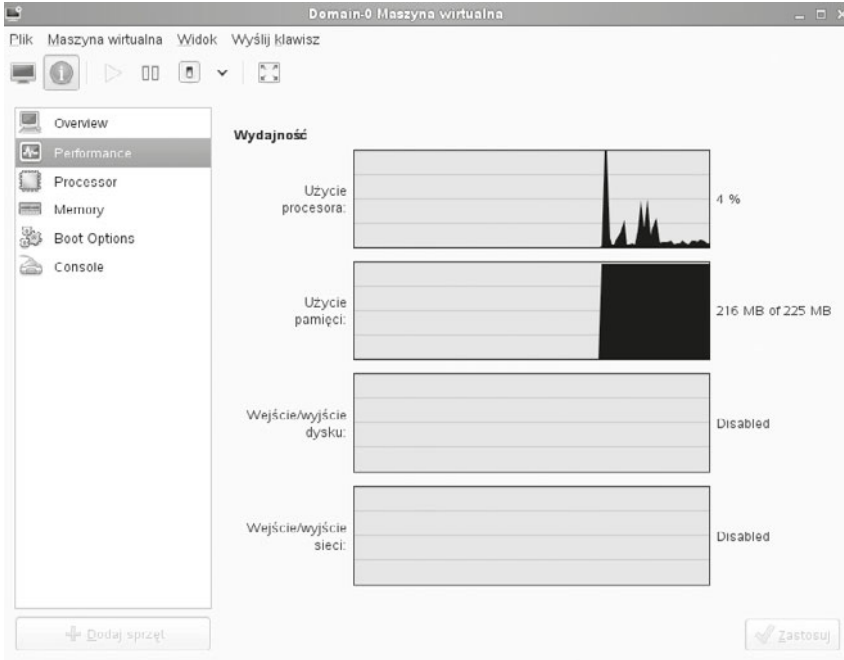 Domain-0 Maszyna wirtualna
Plik Maszyna wirtualna Widok Wyślij klawisz
Overview
Performance
Processor
Memory
Boot Options
Console
Wydajność
Użycie
procesora:
4 %
Użycie
pamięci:
216 MB of 225 MB
Wejście/wyjście
dysku:
Disabled
Wejście/wyjście
sieci:
Disabled
Dodaj sprzęt
Zastosuj